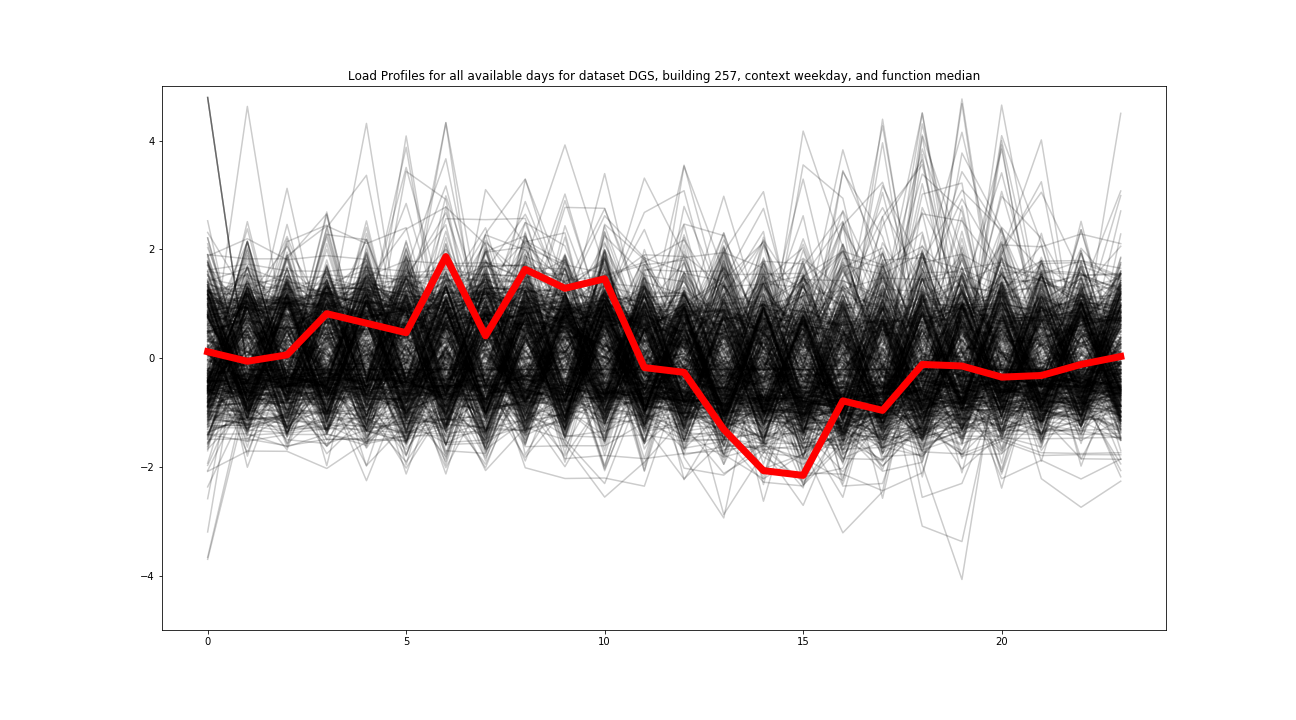 Load Profiles for all available days for dataset DGS, building 257, context weekday, and function median
4
2
0
−2
−4
0 5 10 15 20